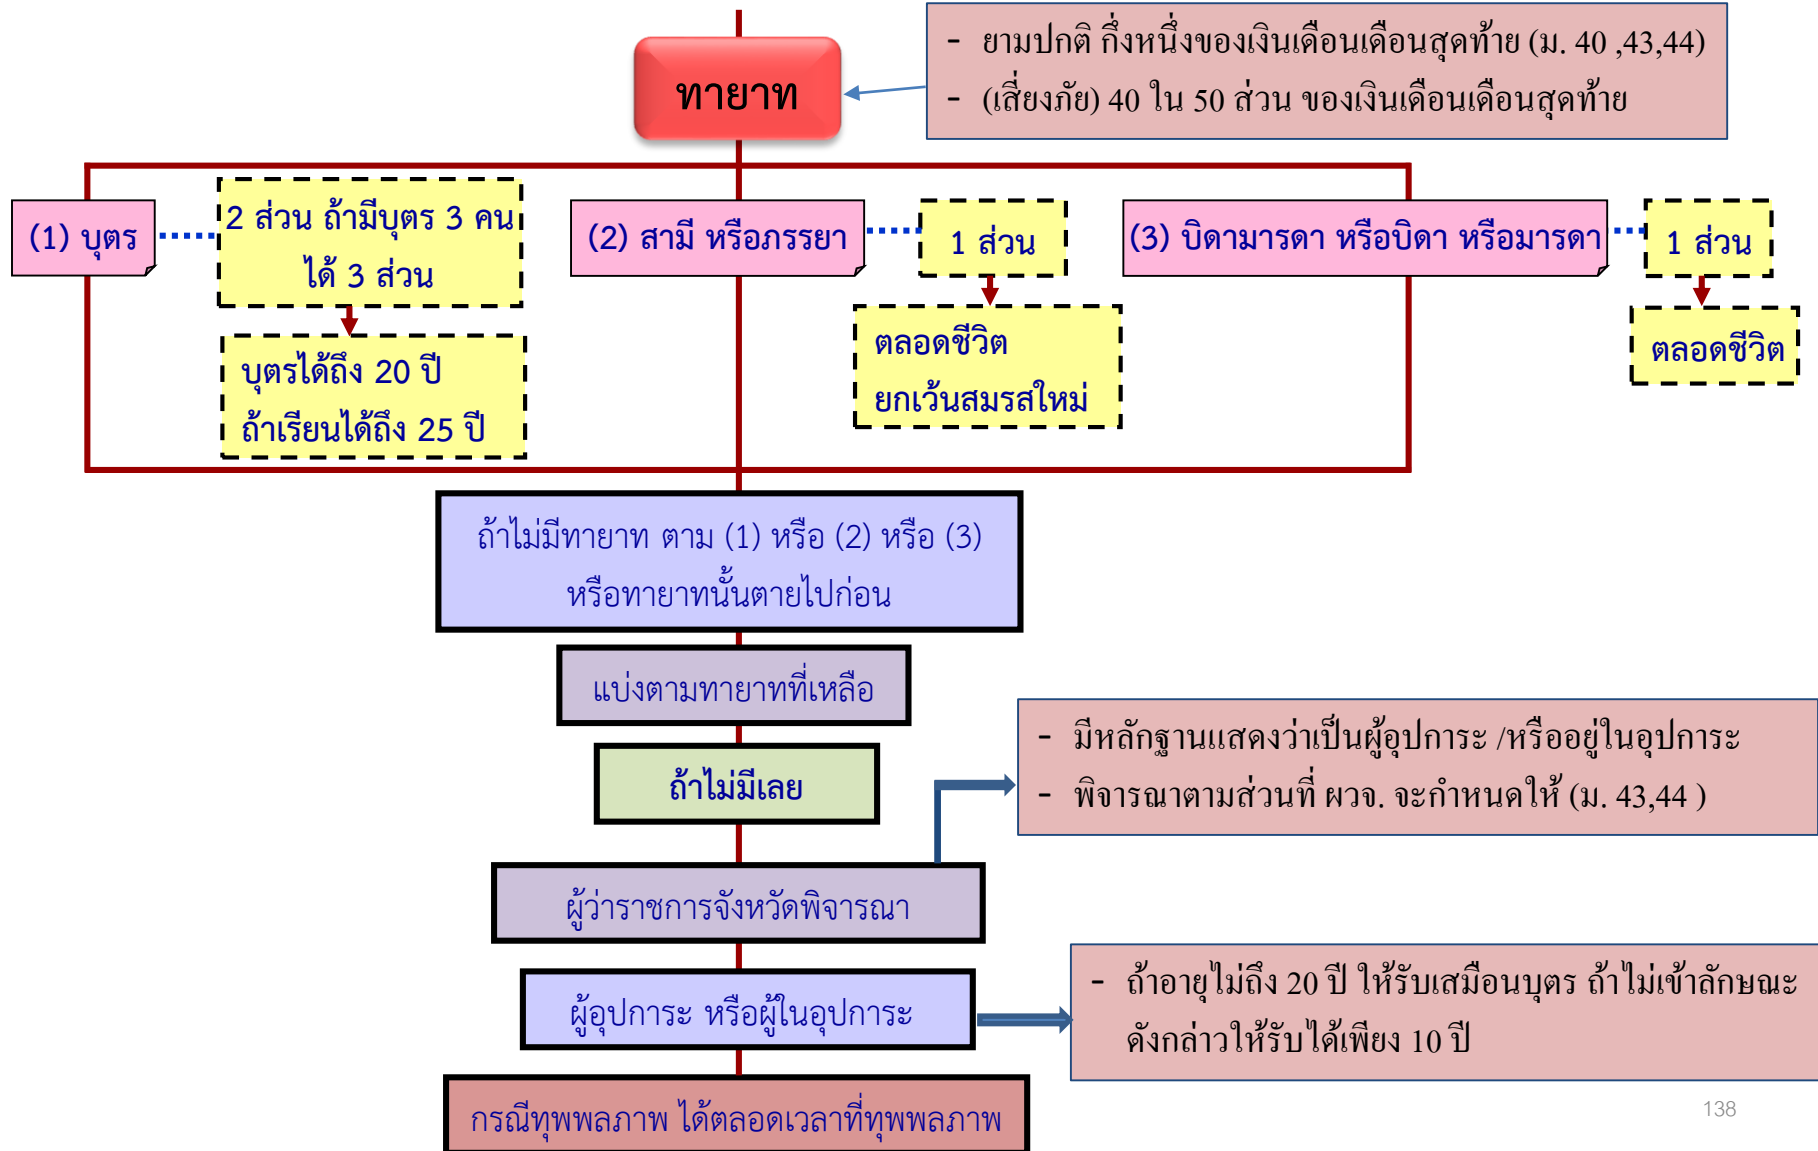 ทายาท
- ยามปกติ กึ่งหนึ่งของเงินเดือนเดือนสุดท้าย (ม. 40 ,43,44)
- (เสี่ยงภัย) 40 ใน 50 ส่วน ของเงินเดือนเดือนสุดท้าย
(1) บุตร
2 ส่วน ถ้ามีบุตร 3 คน
ได้ 3 ส่วน
บุตรได้ถึง 20 ปี
ถ้าเรียนได้ถึง 25 ปี
(2) สามี หรือภรรยา
1 ส่วน
ตลอดชีวิต
ยกเว้นสมรสใหม่
(3) บิดามารดา หรือบิดา หรือมารดา
1 ส่วน
ตลอดชีวิต
ถ้าไม่มีทายาท ตาม (1) หรือ (2) หรือ (3)
หรือทายาทนั้นตายไปก่อน
แบ่งตามทายาทที่เหลือ
ถ้าไม่มีเลย
- มีหลักฐานแสดงว่าเป็นผู้อุปการะ /หรืออยู่ในอุปการะ
- พิจารณาตามส่วนที่ ผวจ. จะกำหนดให้ (ม. 43,44 )
ผู้ว่าราชการจังหวัดพิจารณา
ผู้อุปการะ หรือผู้ในอุปการะ
- ถ้าอายุไม่ถึง 20 ปี ให้รับเสมือนบุตร ถ้าไม่เข้าลักษณะ
ดังกล่าวให้รับได้เพียง 10 ปี
กรณีทุพพลภาพ ได้ตลอดเวลาที่ทุพพลภาพ
138